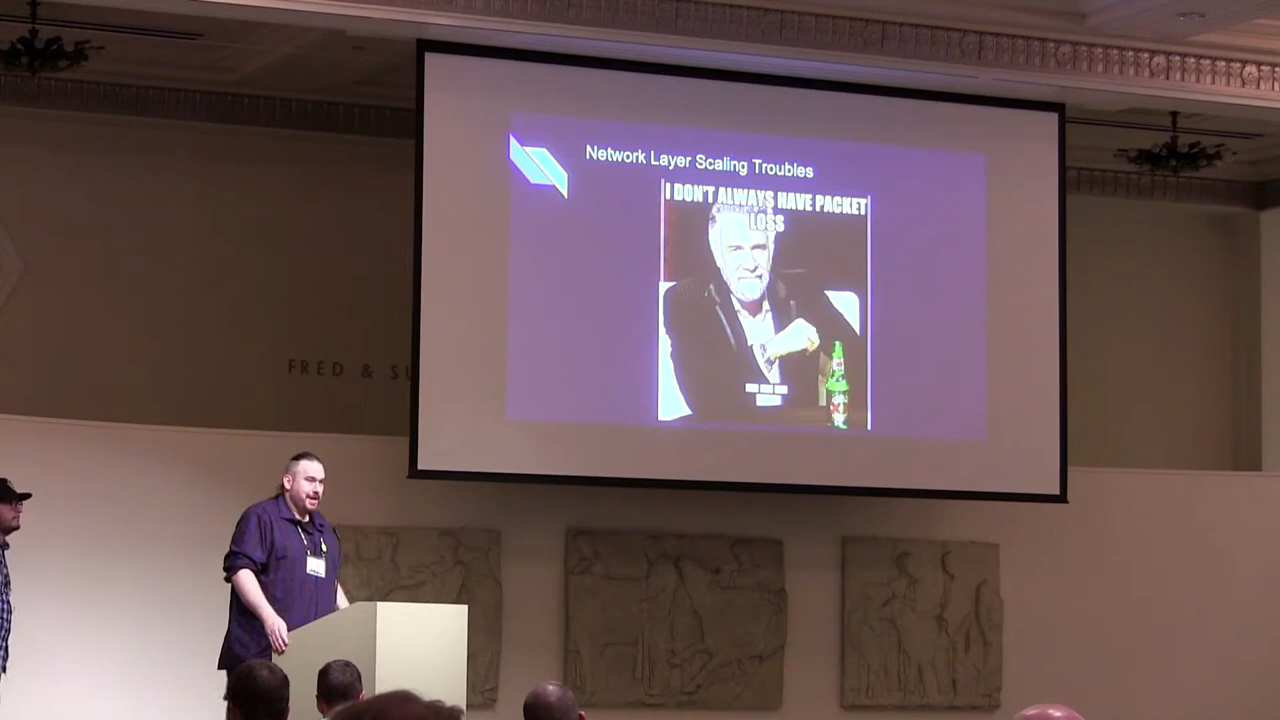 Network Layer Scaling Troubles
I DON'T ALWAYS HAVE PACKET
LOSS
FRED & SU